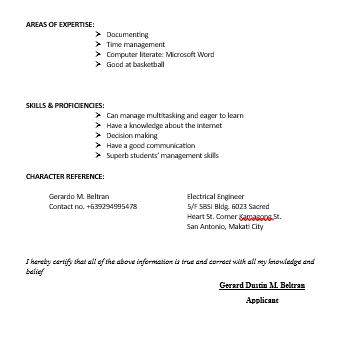 AREAS OF EXPERTISE:
➤ Documenting
➤ Time management
➤ Computer literate: Microsoft Word
➤ Good at basketball
SKILLS & PROFICIENCIES:
➤ Can manage multitasking and eager to learn
➤ Have a knowledge about the internet
➤ Decision making
➤ Have a good communication
➤ Superb students' management skills
CHARACTER REFERENCE:
Gerardo M. Beltran
Contact no. +639294995478
Electrical Engineer
5/F SBSI Bldg. 6023 Sacred
Heart St. Corner Kamagong St.
San Antonio, Makati City
I hereby certify that all of the above information is true and correct with all my knowledge and
belief
Gerard Dustin M. Beltran
Applicant